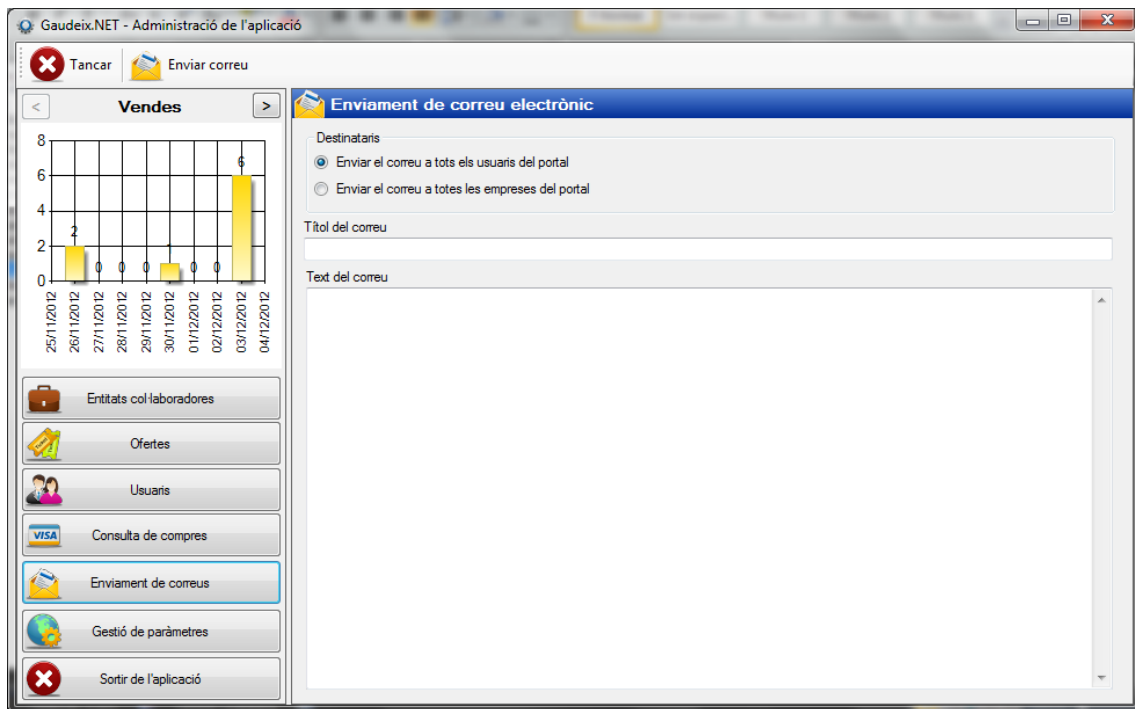 Gaudeix.NET - Administració de l'aplicació
Tancar
Enviar correu
<
Vendes
>
8
6
4
2
0
2
0
0
0
1
0
0
6
25/11/2012
26/11/2012
27/11/2012
28/11/2012
29/11/2012
30/11/2012
01/12/2012
02/12/2012
03/12/2012
04/12/2012
Entitats col·laboradores
Ofertes
Usuaris
VISA
Consulta de compres
Enviament de correus
Gestió de paràmetres
Sortir de l'aplicació
Enviament de correo electrònic
Destinataris
Enviar el correu a tots els usuaris del portal
Enviar el correu a totes les empreses del portal
Títol del correu
Text del correu